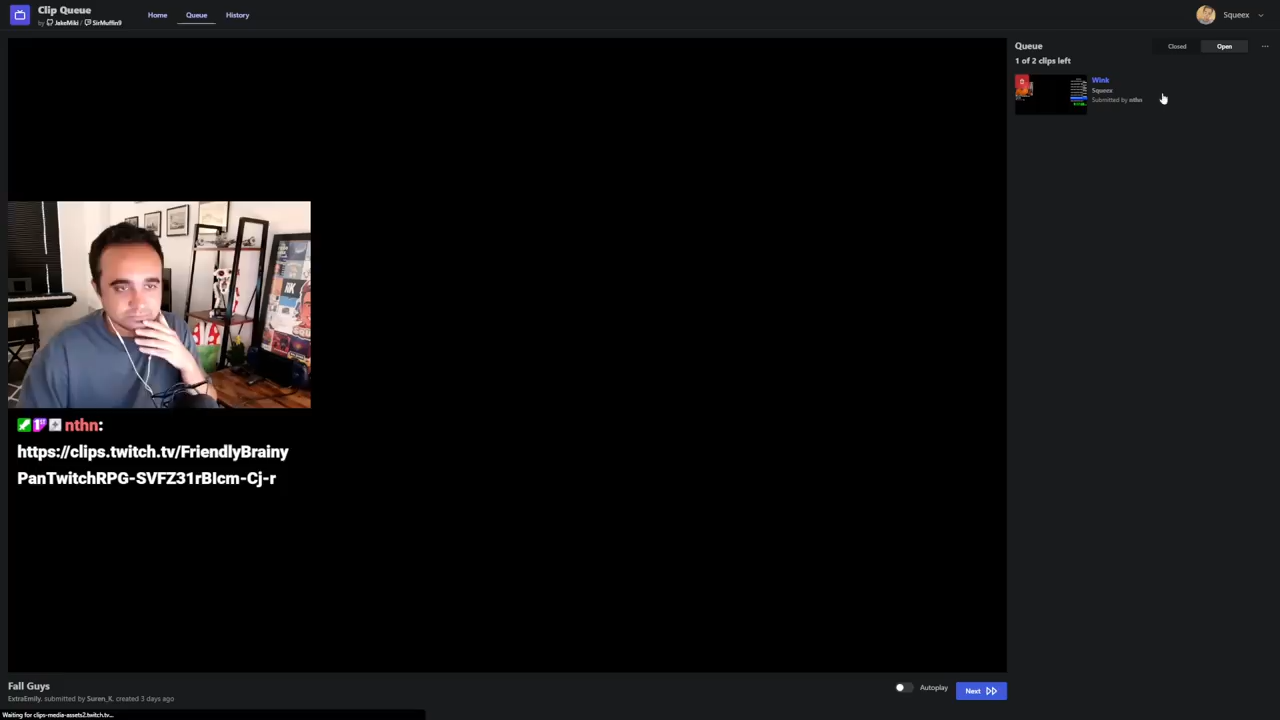 Clip Queue
by JakeMiki / SirMuffin9
Home
Queue
History
Squeex
Queue
Closed
Open
1 of 2 clips left
Wink
Squeex
Submitted by nthn
nthn:
https://clips.twitch.tv/FriendlyBrainy
PanTwitchRPG-SVFZ31rBIcm-Cj-r
Fall Guys
ExtraEmily, submitted by Suren_K, created 3 days ago
Autoplay
Next
Waiting for clips-media-assets2.twitch.tv...